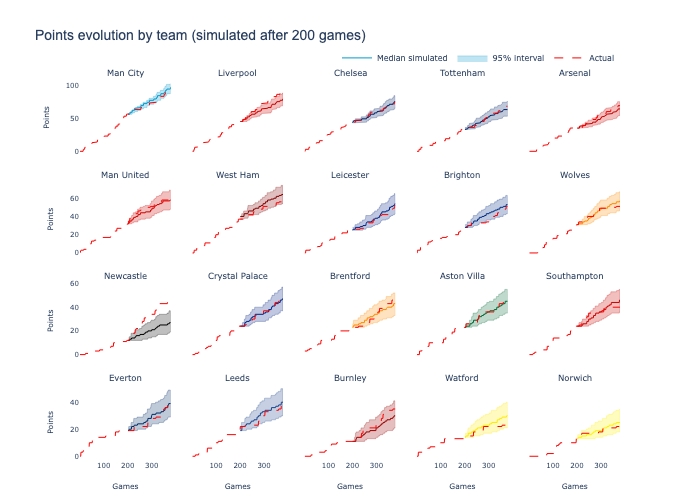 Points evolution by team (simulated after 200 games)
Median simulated 95% interval Actual
Man City Liverpool Chelsea Tottenham Arsenal
100
50
0
Points
Man United West Ham Leicester Brighton Wolves
60
40
20
0
Points
Newcastle Crystal Palace Brentford Aston Villa Southampton
60
40
20
0
Points
Everton Leeds Burnley Watford Norwich
40
20
0
Points
100 200 300 100 200 300 100 200 300 100 200 300 100 200 300
Games Games Games Games Games